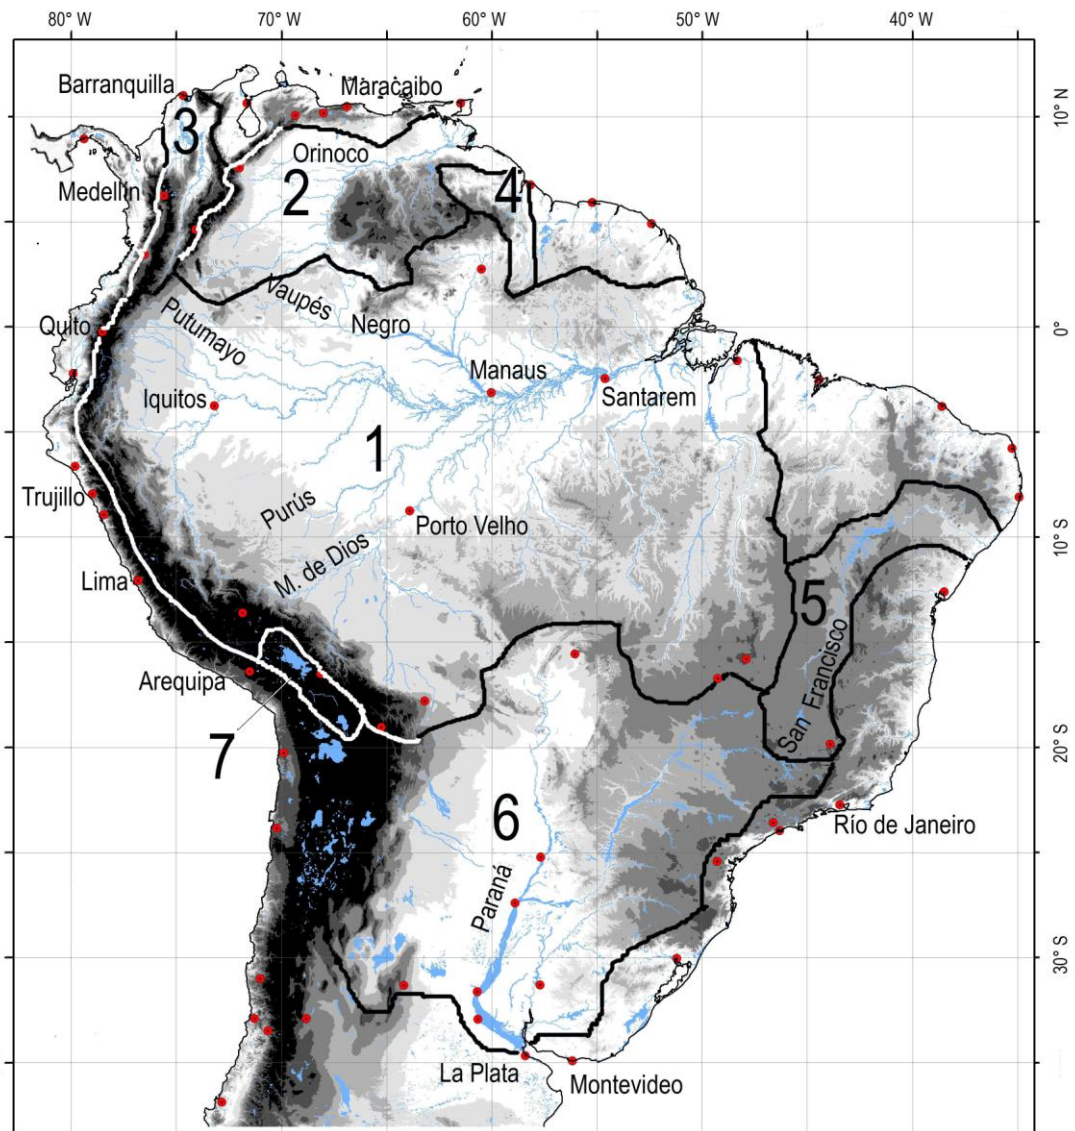 80° W
70° W
60° W
50° W
40° W
Barranquilla
Maracaibo
10° N
3
Orinoco
Medellín
2
4
Vaupés
Putumayo
Negro
Quito
0°
Manaus
Iquitos
Santarem
1
Trujillo
Purús
Porto Velho
10° S
M. de Dios
Lima
5
San Francisco
Arequipa
7
20° S
6
Río de Janeiro
Paraná
30° S
La Plata
Montevideo